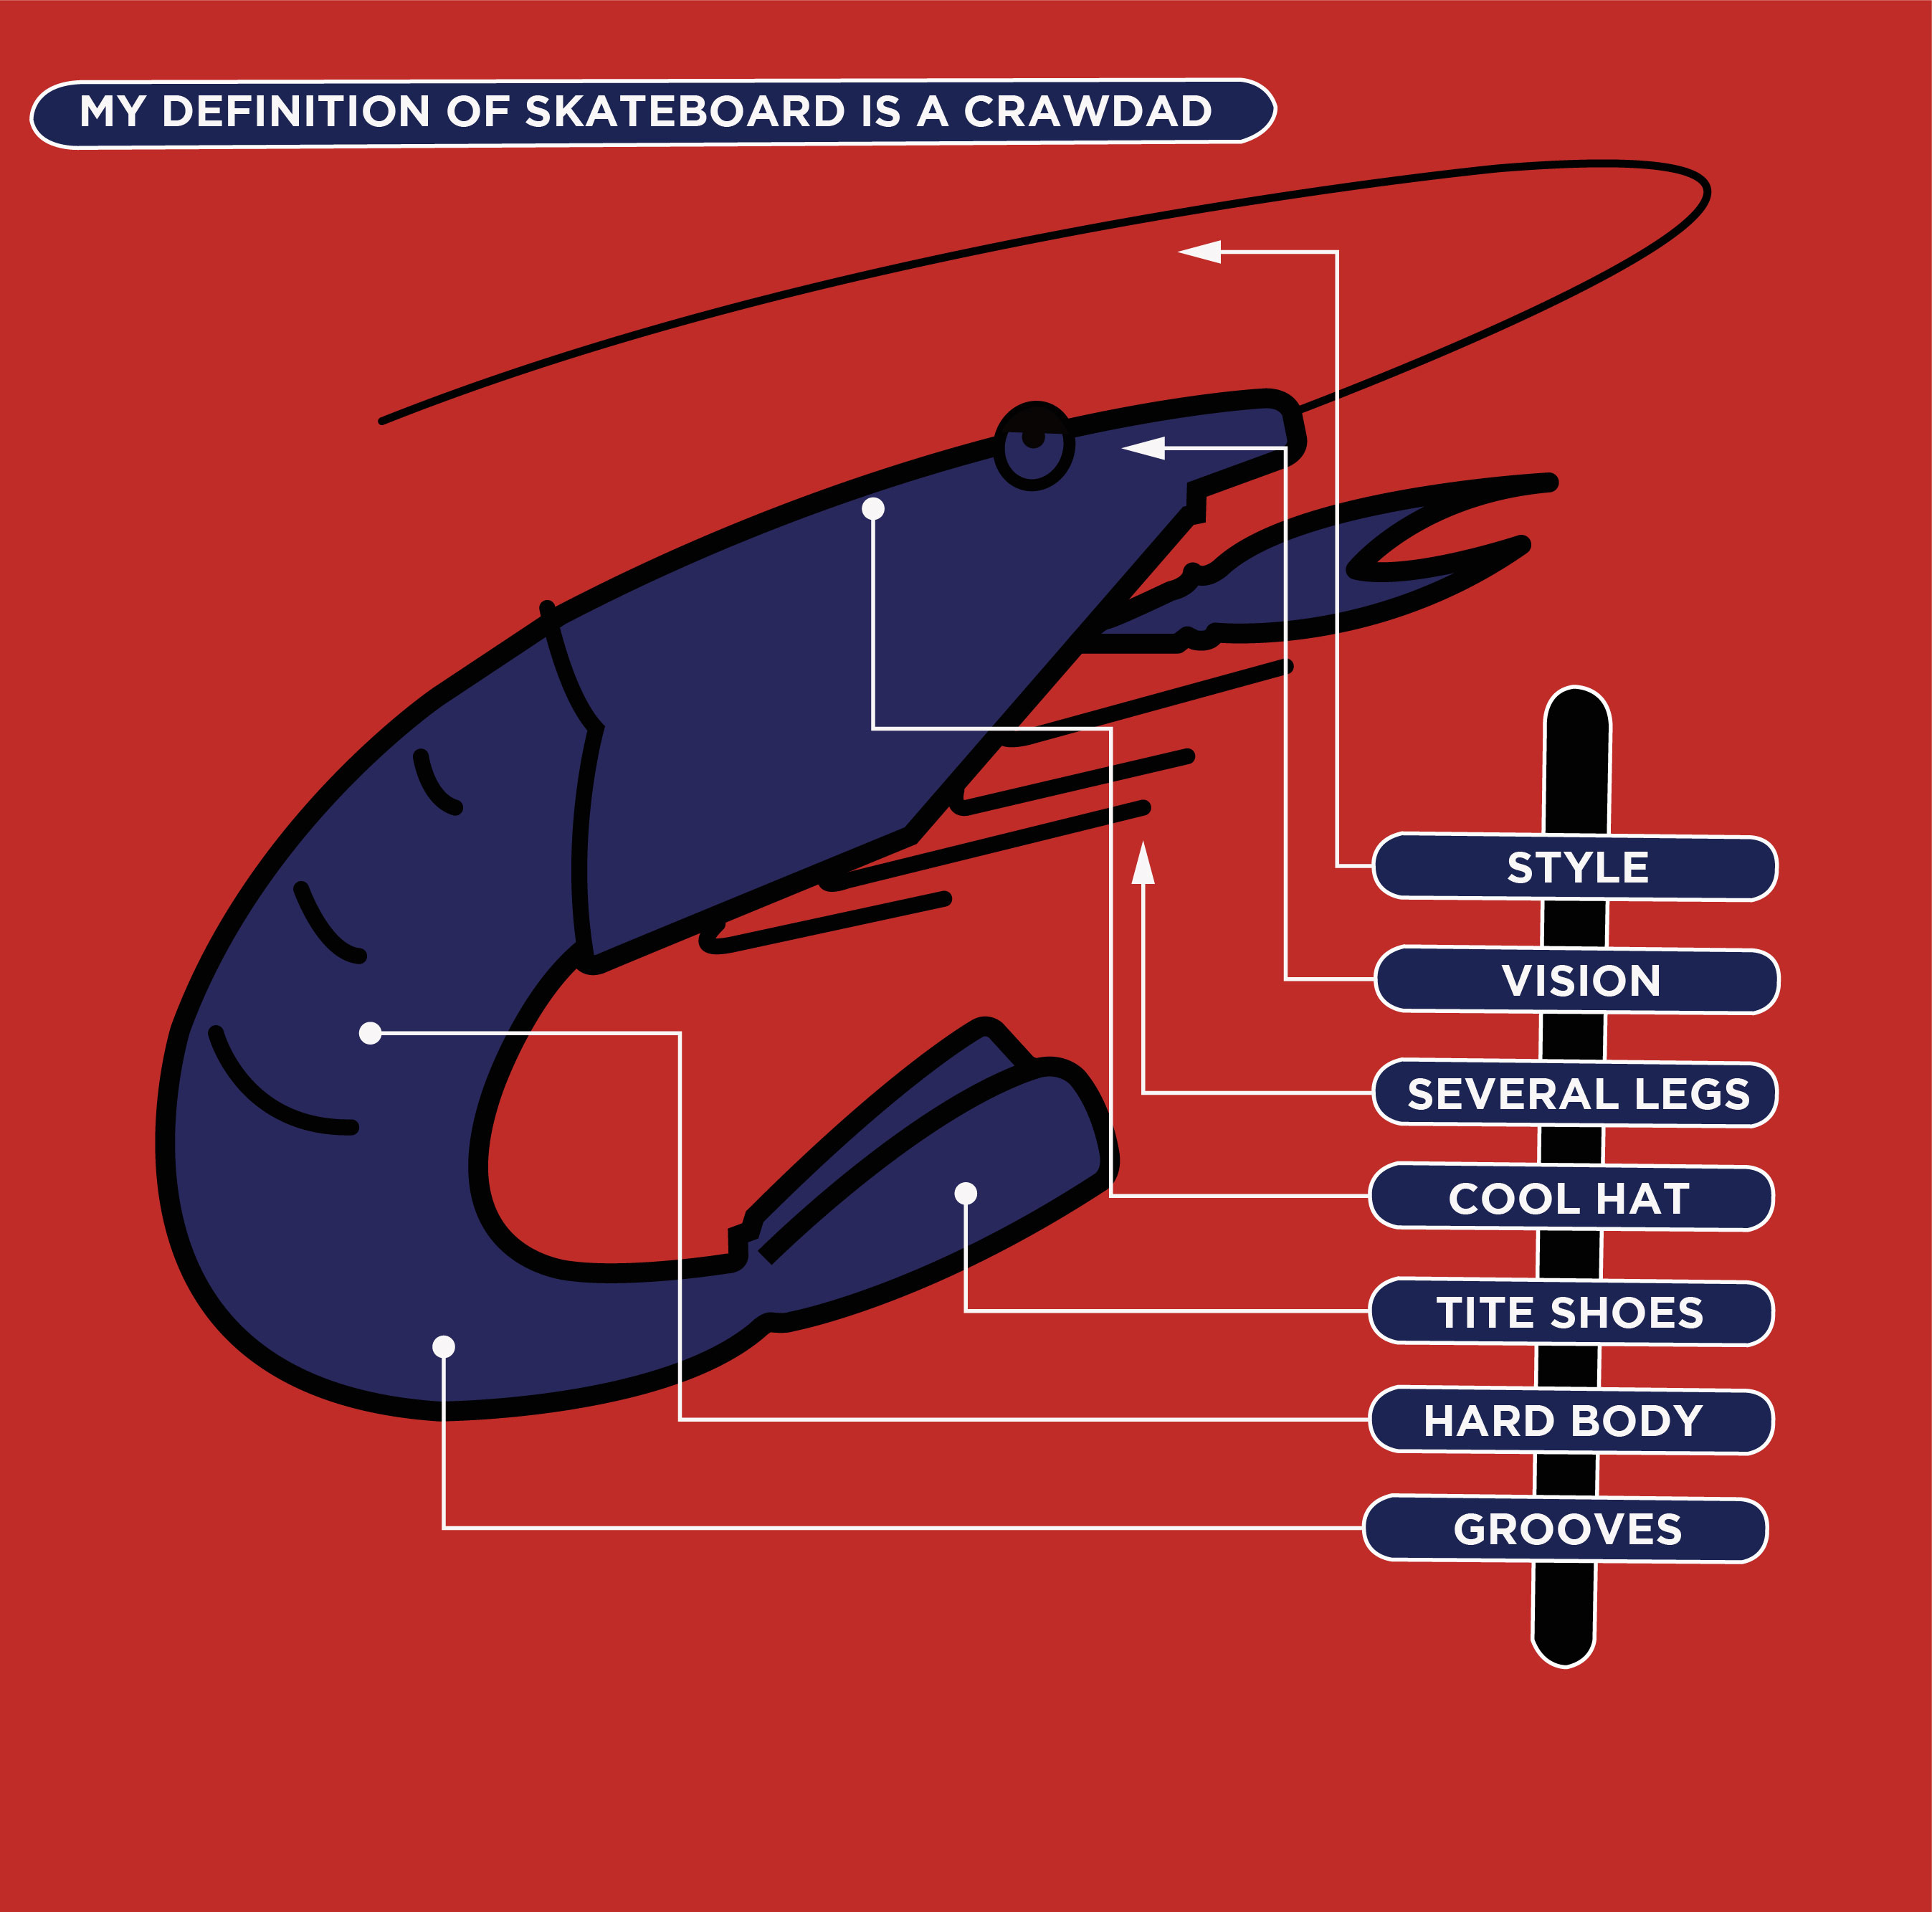 MY DEFINITION OF SKATEBOARD IS A CRAWDAD
STYLE
VISION
SEVERAL LEGS
COOL HAT
TITE SHOES
HARD BODY
GROOVES